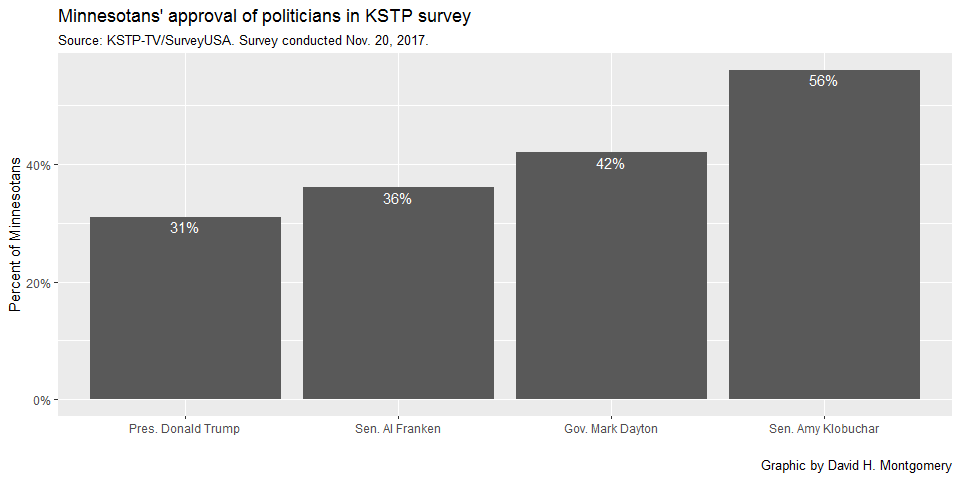 Minnesotans' approval of politicians in KSTP survey
Source: KSTP-TV/SurveyUSA. Survey conducted Nov. 20, 2017.
Percent of Minnesotans
40%
20%
0%
31%
36%
42%
56%
Pres. Donald Trump
Sen. Al Franken
Gov. Mark Dayton
Sen. Amy Klobuchar
Graphic by David H. Montgomery